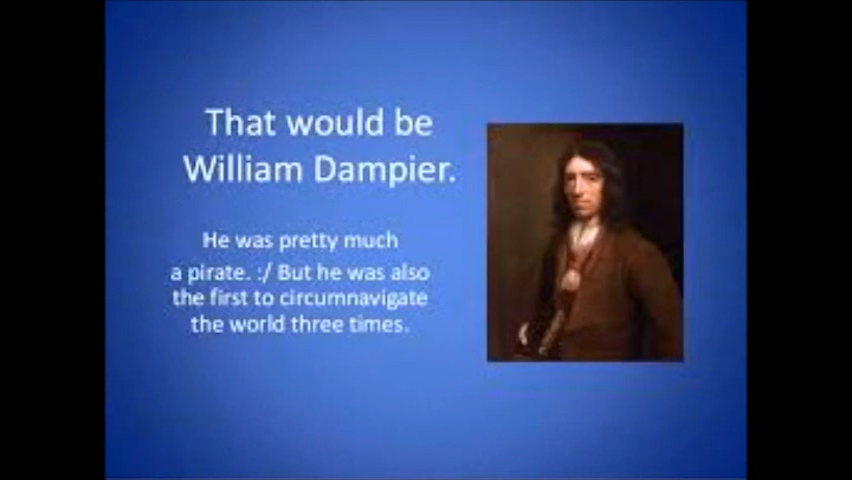 That would be
William Dampier.
He was pretty much
a pirate. :/ But he was also
the first to circumnavigate
the world three times.